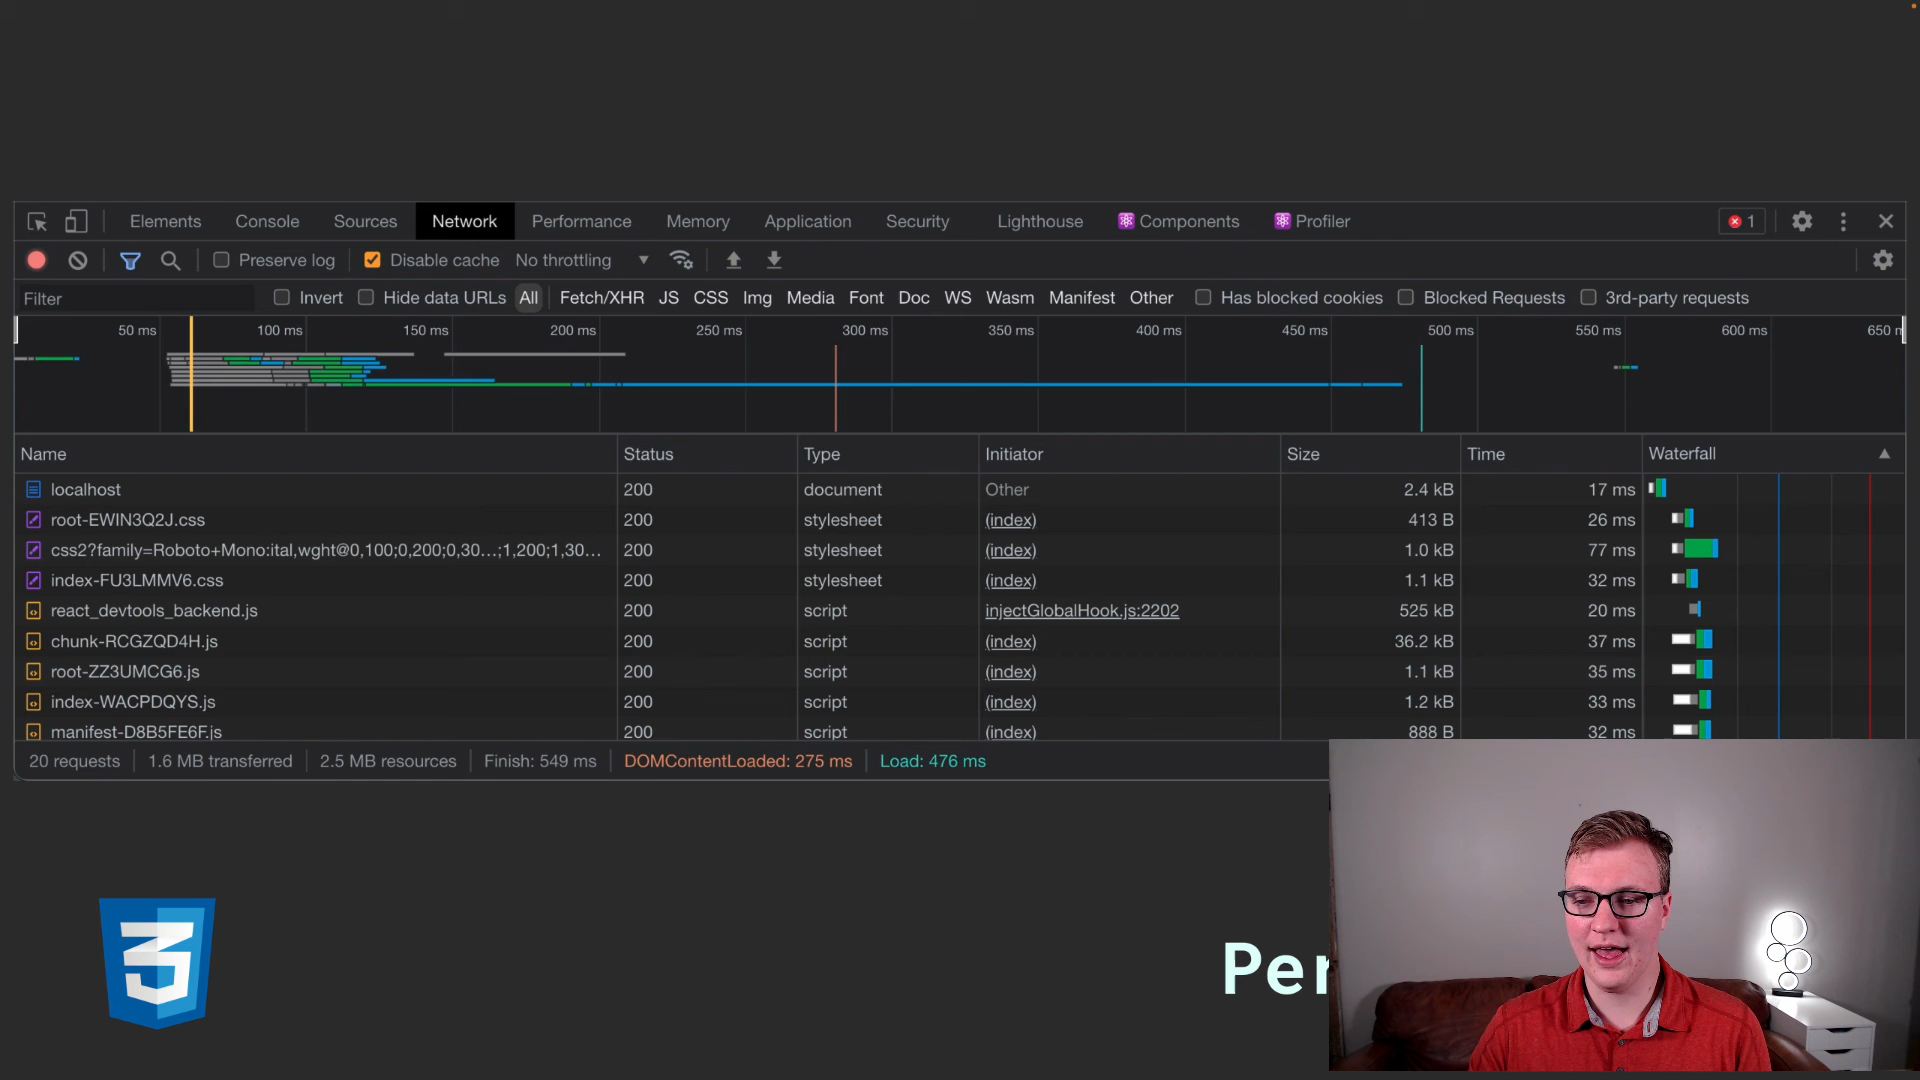 Elements Console Sources Network Performance Memory Application Security Lighthouse Components Profiler 1
Preserve log Disable cache No throttling
Filter Invert Hide data URLs All Fetch/XHR JS CSS Img Media Font Doc WS Wasm Manifest Other Has blocked cookies Blocked Requests 3rd-party requests
50 ms 100 ms 150 ms 200 ms 250 ms 300 ms 350 ms 400 ms 450 ms 500 ms 550 ms 600 ms 650 m
Name Status Type Initiator Size Time Waterfall
localhost 200 document Other 2.4 kB 17 ms
root-EWIN3Q2J.css 200 stylesheet (index) 413 B 26 ms
css2?family=Roboto+Mono:ital,wght@0,100;0,200;0,30…;1,200;1,30… 200 stylesheet (index) 1.0 kB 77 ms
index-FU3LMMV6.css 200 stylesheet (index) 1.1 kB 32 ms
react_devtools_backend.js 200 script injectGlobalHook.js:2202 525 kB 20 ms
chunk-RCGZQD4H.js 200 script (index) 36.2 kB 37 ms
root-ZZ3UMCG6.js 200 script (index) 1.1 kB 35 ms
index-WACPDQYS.js 200 script (index) 1.2 kB 33 ms
manifest-D8B5FE6F.js 200 script (index) 888 B 32 ms
20 requests 1.6 MB transferred 2.5 MB resources Finish: 549 ms DOMContentLoaded: 275 ms Load: 476 ms
3
Per